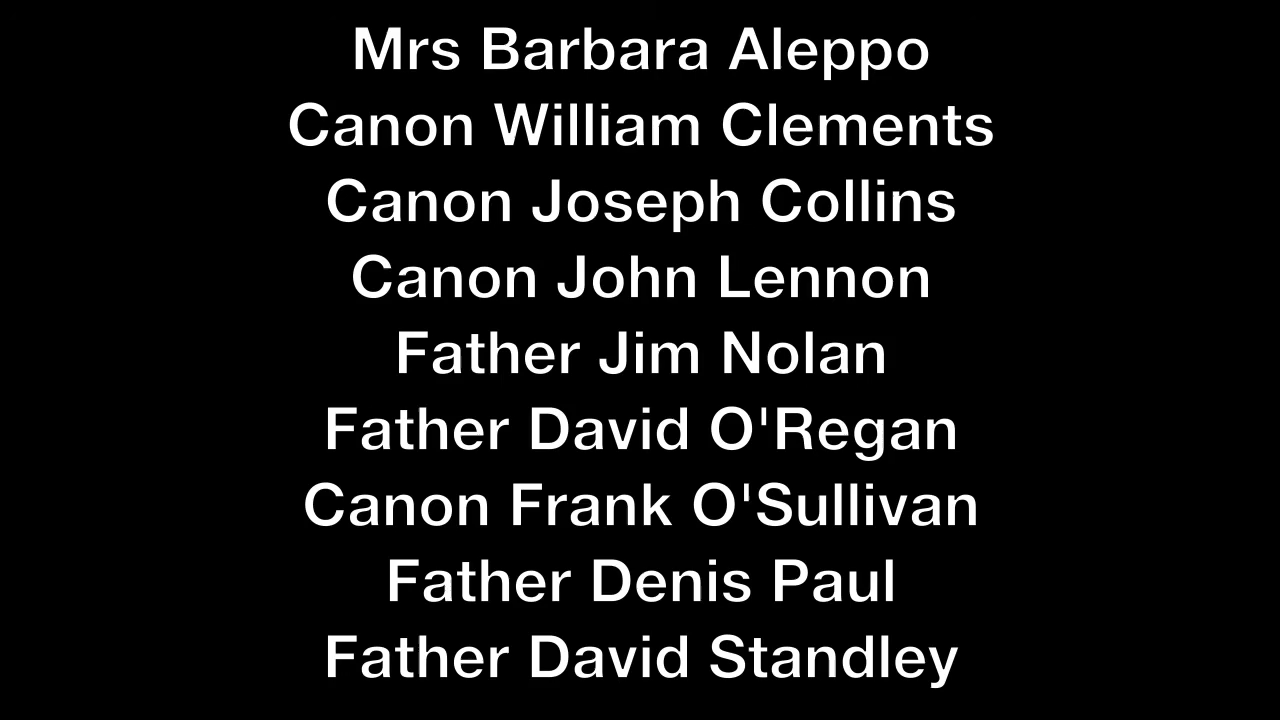 Mrs Barbara Aleppo
Canon William Clements
Canon Joseph Collins
Canon John Lennon
Father Jim Nolan
Father David O'Regan
Canon Frank O'Sullivan
Father Denis Paul
Father David Standley